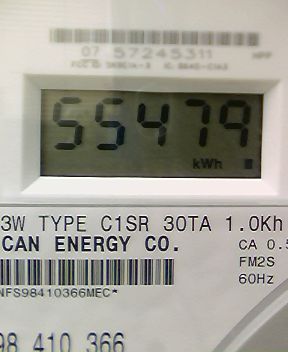 07 57245311
55479
kWh
3W TYPE C1SR 30TA 1.0Kh
CAN ENERGY CO.
CA 0.5
FM2S
60Hz
NFS98410366MEC*
98 410 366